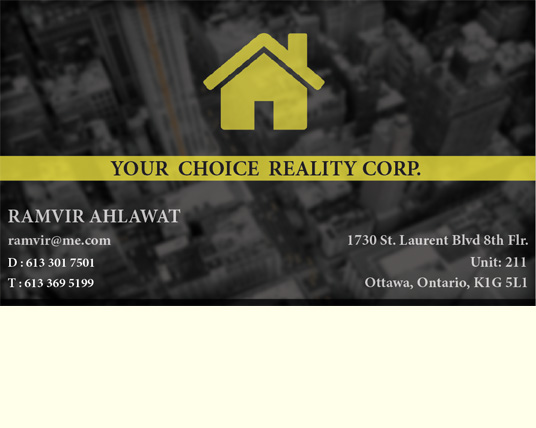 YOUR CHOICE REALITY CORP.
RAMVIR AHLAWAT
ramvir@me.com
D : 613 301 7501
T : 613 369 5199
1730 St. Laurent Blvd 8th Flr.
Unit: 211
Ottawa, Ontario, K1G 5L1